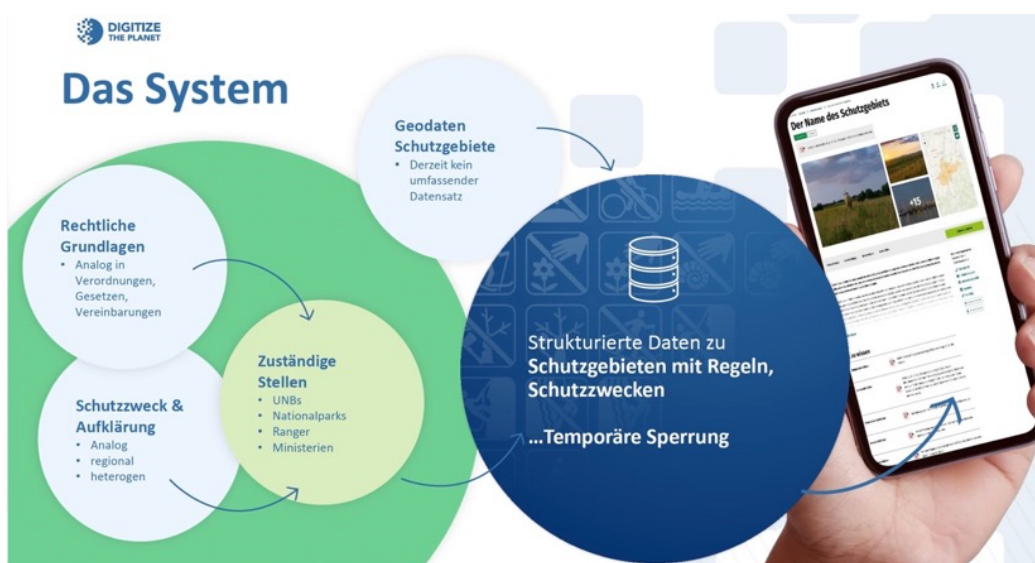 DIGITIZE
THE PLANET
Das System
Geodaten
Schutzgebiete
• Derzeit kein
umfassender
Datensatz
Rechtliche
Grundlagen
• Analog in
Verordnungen,
Gesetzen,
Vereinbarungen
Zuständige
Stellen
• UNBs
• Nationalparks
• Ranger
• Ministerien
Schutzzweck &
Aufklärung
• Analog
• regional
• heterogen
Strukturierte Daten zu
Schutzgebieten mit Regeln,
Schutzzwecken
...Temporäre Sperrung
Der Name des Schutzgebiets
+15